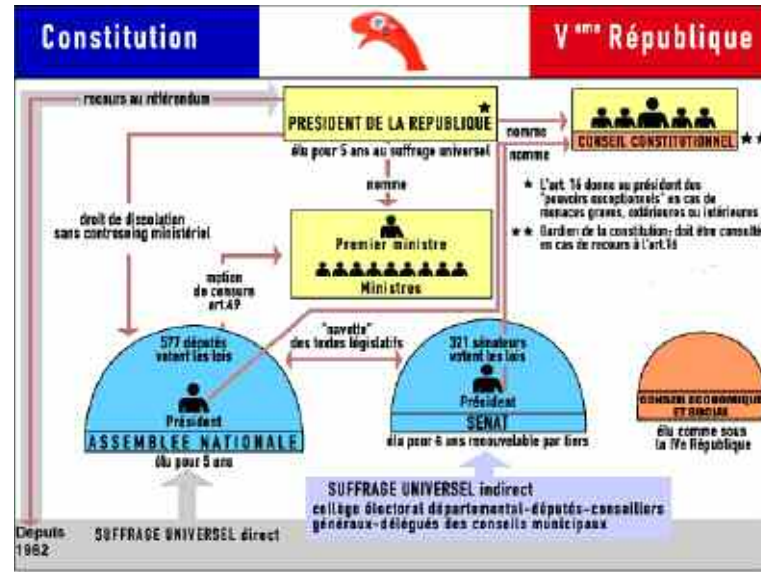 Constitution
V ème République
recours au référendum
PRESIDENT DE LA REPUBLIQUE ★
élu pour 5 ans au suffrage universel
nomme
nomme
CONSEIL CONSTITUTIONNEL ★★
nomme
★ L'art. 16 donne au président des
"pouvoirs exceptionnels" en cas de
menaces graves, extérieures ou intérieures
★★ Gardien de la constitution: doit être consulté
en cas de recours à l'art.16
droit de dissolution
sans contreseing ministériel
Premier ministre
Ministres
motion
de censure
art.49
577 députés
votent les lois
"navette"
des textes législatifs
321 sénateurs
votent les lois
Président
ASSEMBLEE NATIONALE
élu pour 5 ans
Président
SENAT
élu pour 6 ans renouvelable par tiers
CONSEIL ECONOMIQUE
ET SOCIAL
élu comme sous
la IVe République
SUFFRAGE UNIVERSEL indirect
collège électoral départemental-députés-conseillers
généraux-délégués des conseils municipaux
Depuis
1962
SUFFRAGE UNIVERSEL direct